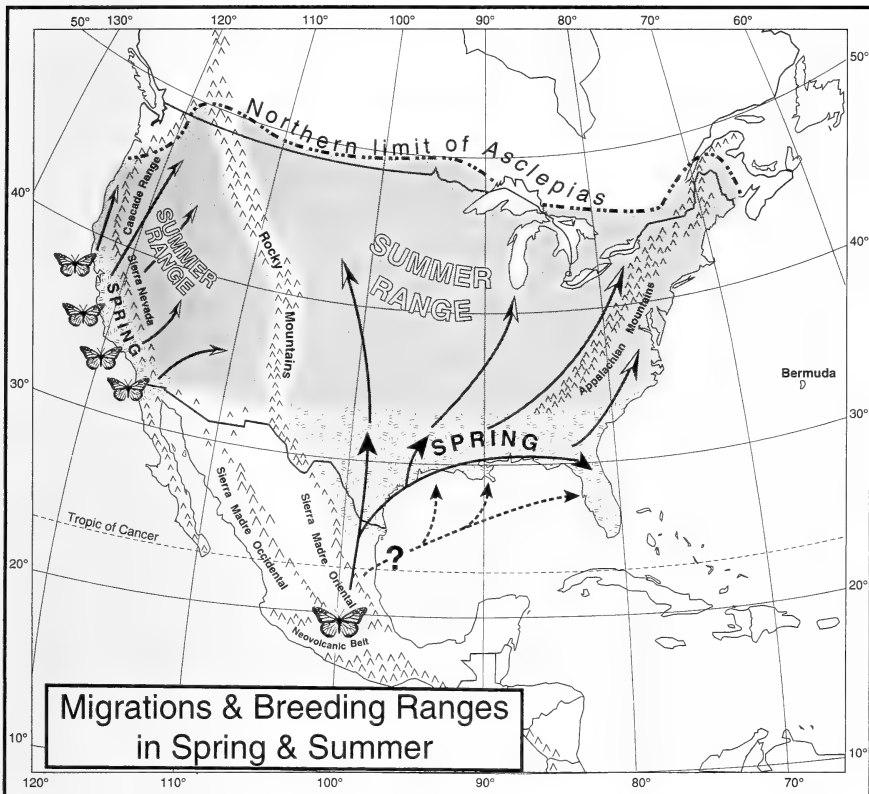 50° 130° 120° 110° 100° 90° 80° 70° 60°
50°
Northern limit of Asclepias
40°
Cascade Range
SUMMER
RANGE
Rocky
Mountains
SUMMER
RANGE
40°
Sierra Nevada
SPRING
Appalachian Mountains
Bermuda
30°
30°
SPRING
Sierra Madre Occidental
Sierra Madre Oriental
Tropic of Cancer
?
20°
20°
Neovolcanic Belt
Migrations & Breeding Ranges
in Spring & Summer
10°
10°
120° 110° 100° 90° 80° 70°